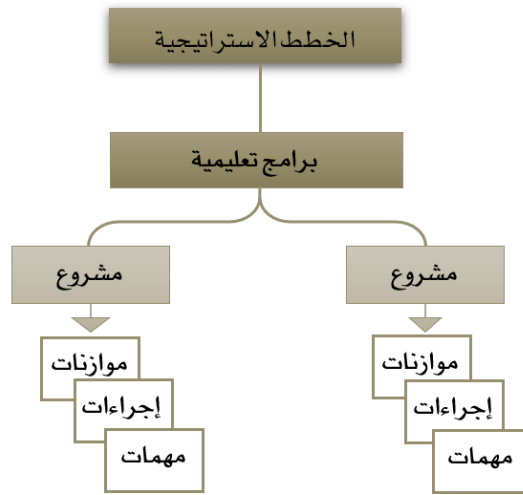 الخطط الاستراتيجية
برامج تعليمية
مشروع
مشروع
موازنات
إجراءات
مهمات
موازنات
إجراءات
مهمات